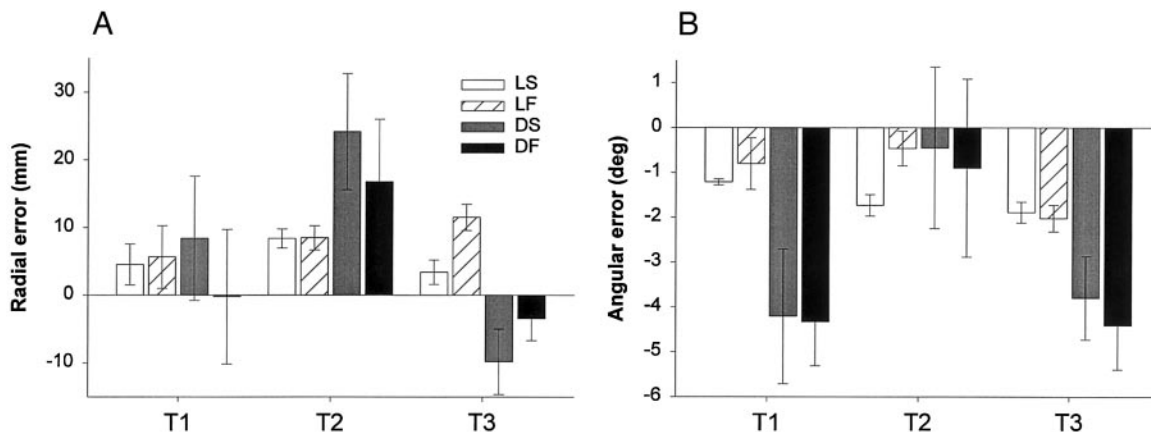 A
Radial error (mm)
30
20
10
0
-10
LS
LF
DS
DF
T1 T2 T3
B
Angular error (deg)
1
0
-1
-2
-3
-4
-5
-6
T1 T2 T3